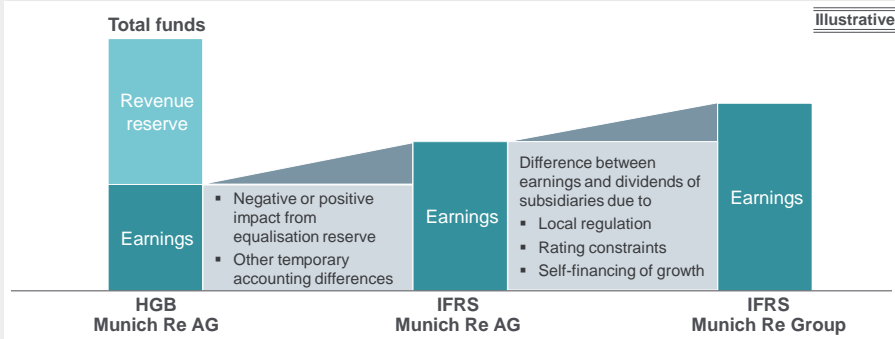 Total funds
Illustrative
Revenue
reserve
Earnings
▪ Negative or positive
impact from
equalisation reserve
▪ Other temporary
accounting differences
Earnings
Difference between
earnings and dividends of
subsidiaries due to
▪ Local regulation
▪ Rating constraints
▪ Self-financing of growth
Earnings
HGB
Munich Re AG
IFRS
Munich Re AG
IFRS
Munich Re Group